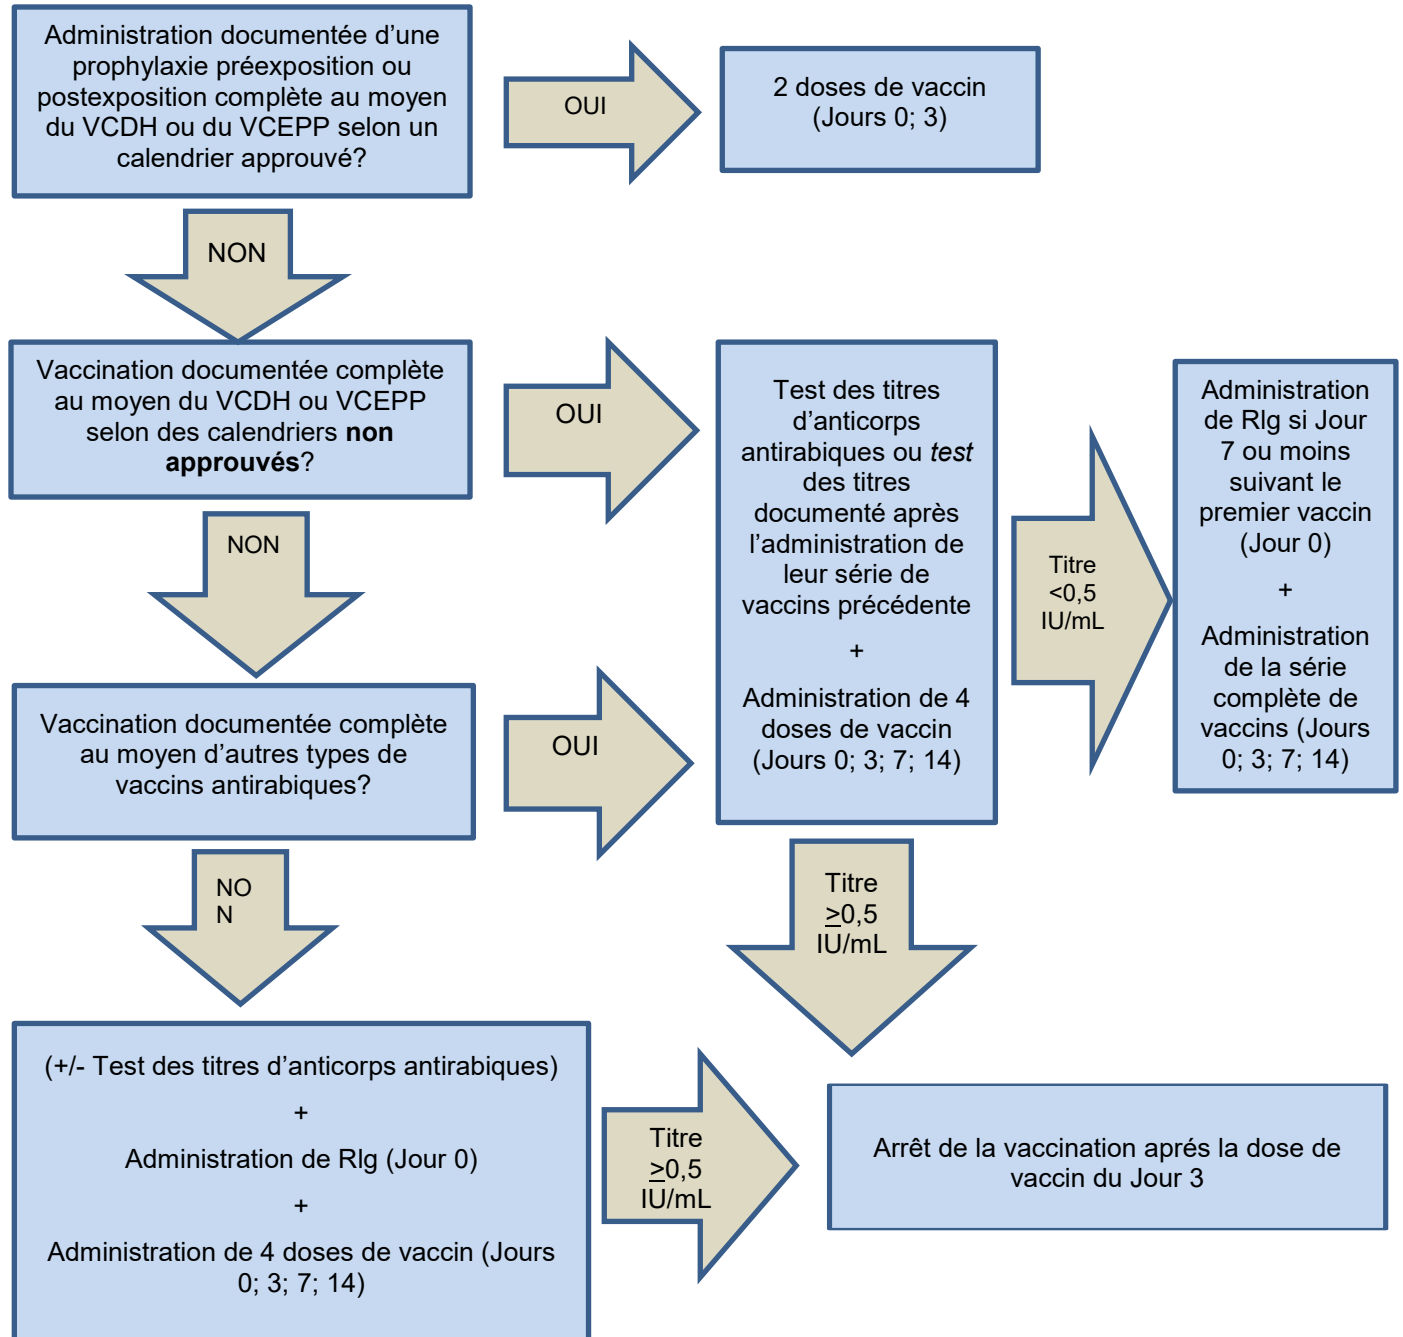 Administration documentée d’une
prophylaxie préexposition ou
postexposition complète au moyen
du VCDH ou du VCEPP selon un
calendrier approuvé?
OUI
2 doses de vaccin
(Jours 0; 3)
NON
Vaccination documentée complète
au moyen du VCDH ou VCEPP
selon des calendriers non
approuvés?
OUI
Test des titres
d’anticorps
antirabiques ou test
des titres
documenté après
l’administration de
leur série de
vaccins précédente
+
Administration de 4
doses de vaccin
(Jours 0; 3; 7; 14)
Titre
<0,5
IU/mL
Administration
de RIg si Jour
7 ou moins
suivant le
premier vaccin
(Jour 0)
+
Administration
de la série
complète de
vaccins (Jours
0; 3; 7; 14)
NON
Vaccination documentée complète
au moyen d’autres types de
vaccins antirabiques?
OUI
NO
N
Titre
≥0,5
IU/mL
(+/- Test des titres d’anticorps antirabiques)
+
Administration de RIg (Jour 0)
+
Administration de 4 doses de vaccin (Jours
0; 3; 7; 14)
Titre
≥0,5
IU/mL
Arrêt de la vaccination aprés la dose de
vaccin du Jour 3